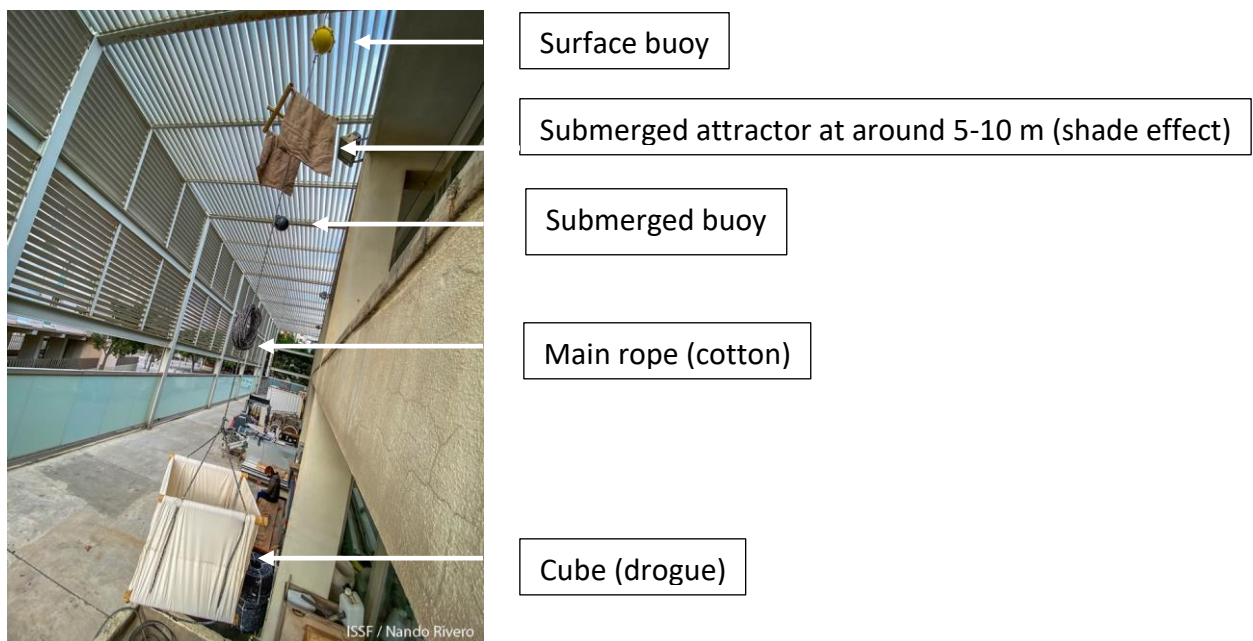 Surface buoy
Submerged attractor at around 5-10 m (shade effect)
Submerged buoy
Main rope (cotton)
Cube (drogue)
ISSF / Nando Rivero